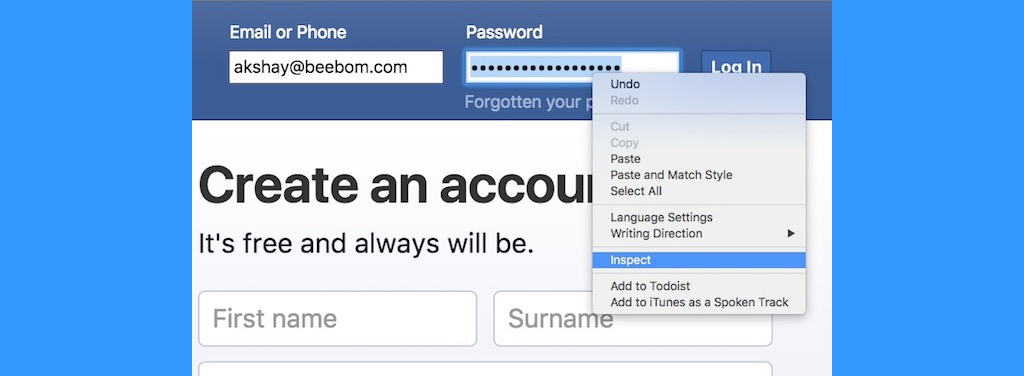 Email or Phone
Password
akshay@beebom.com
••••••••••••••••••
Log In
Forgotten your p
Undo
Redo
Cut
Copy
Paste
Paste and Match Style
Select All
Language Settings
Writing Direction
Inspect
Add to Todoist
Add to iTunes as a Spoken Track
Create an accou
It's free and always will be.
First name
Surname